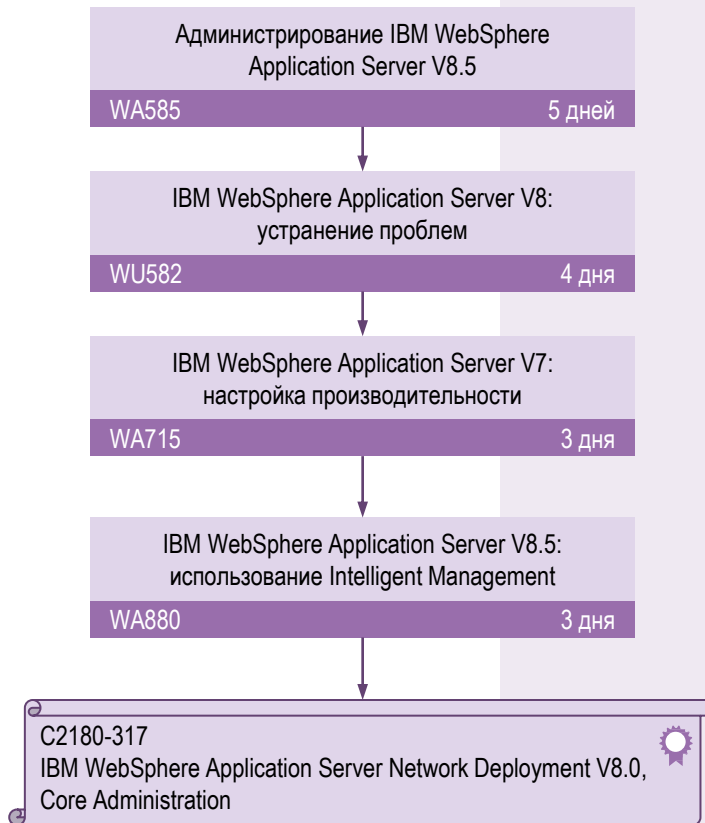 Администрирование IBM WebSphere
Application Server V8.5
WA585 5 дней
IBM WebSphere Application Server V8:
устранение проблем
WU582 4 дня
IBM WebSphere Application Server V7:
настройка производительности
WA715 3 дня
IBM WebSphere Application Server V8.5:
использование Intelligent Management
WA880 3 дня
C2180-317
IBM WebSphere Application Server Network Deployment V8.0,
Core Administration